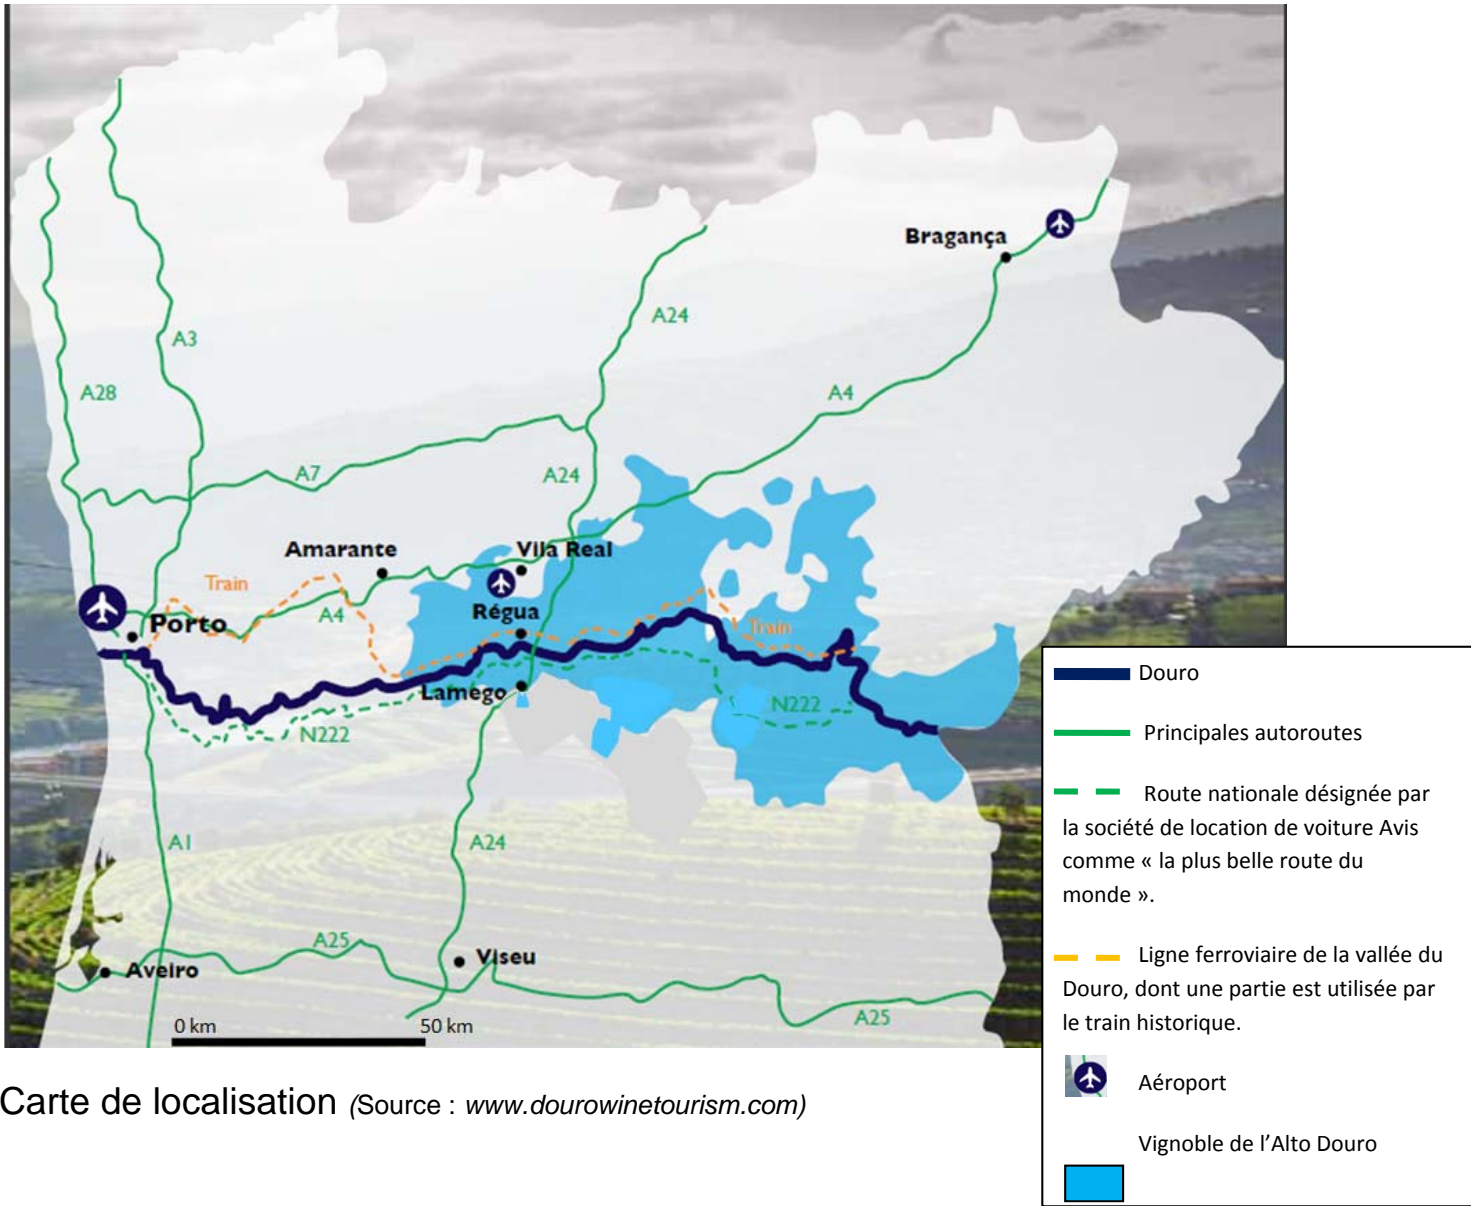 Bragança
A24
A3
A28
A4
A7
A24
Amarante
Vila Real
Train
Régua
A4
Porto
Train
Lamego
N222
N222
A1
A24
A25
Viseu
Aveiro
A25
0 km
50 km
Douro
Principales autoroutes
Route nationale désignée par
la société de location de voiture Avis
comme « la plus belle route du
monde ».
Ligne ferroviaire de la vallée du
Douro, dont une partie est utilisée par
le train historique.
Aéroport
Vignoble de l’Alto Douro
Carte de localisation (Source : www.dourowinetourism.com)